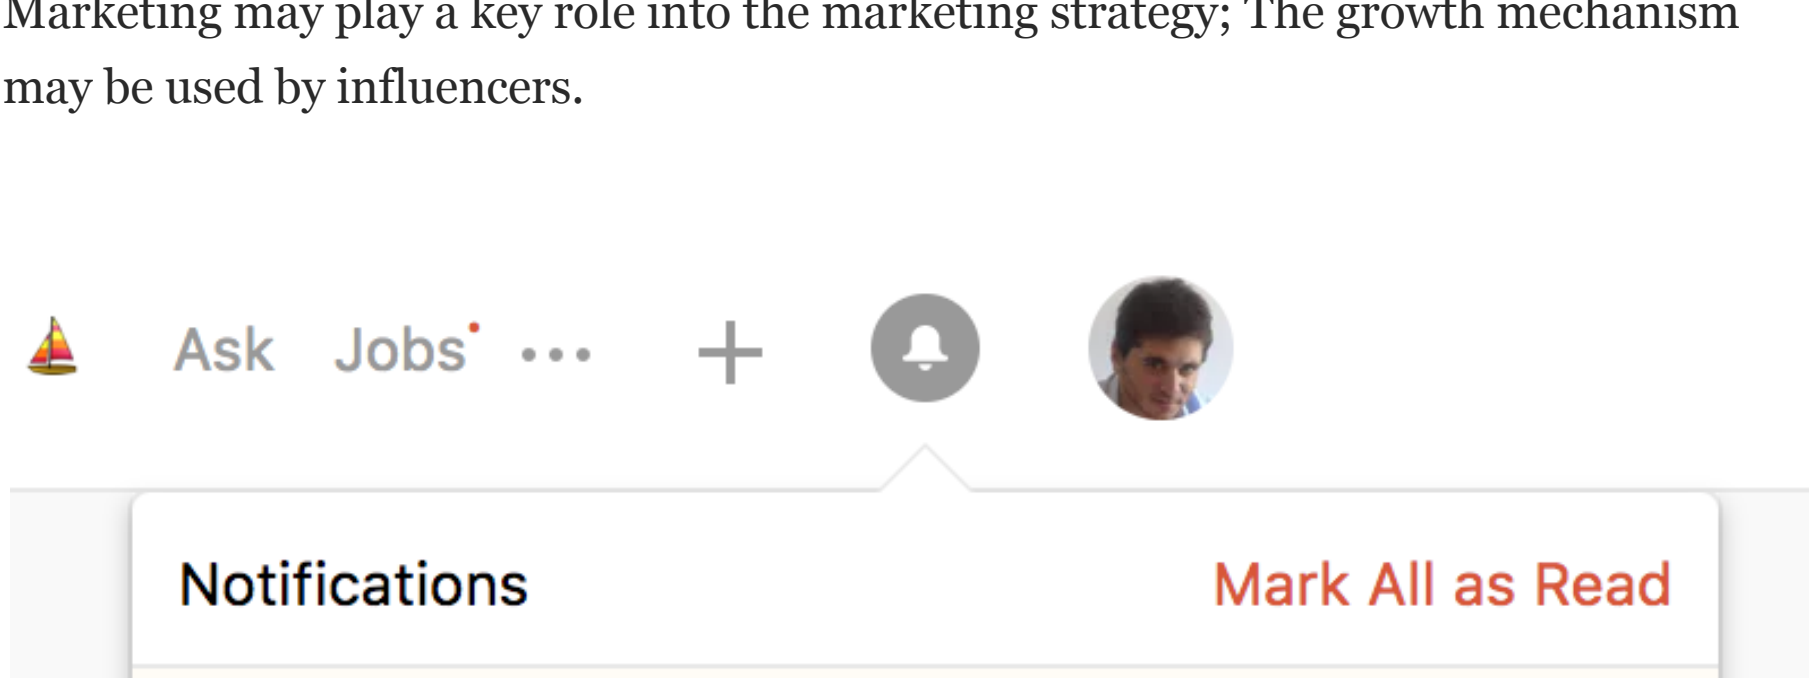 Marketing may play a key role into the marketing strategy; The growth mechanism
may be used by influencers.
Ask Jobs ...
Notifications Mark All as Read